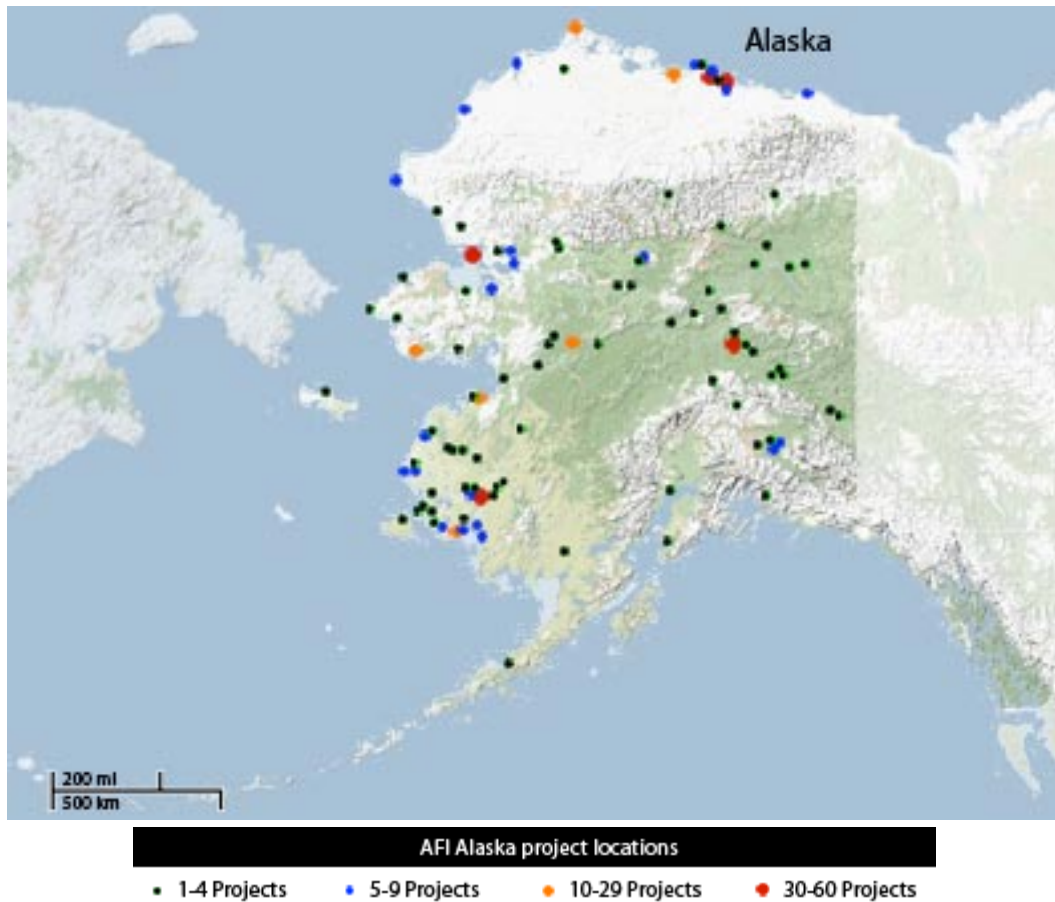 Alaska
200 mi
500 km
AFI Alaska project locations
1-4 Projects 5-9 Projects 10-29 Projects 30-60 Projects